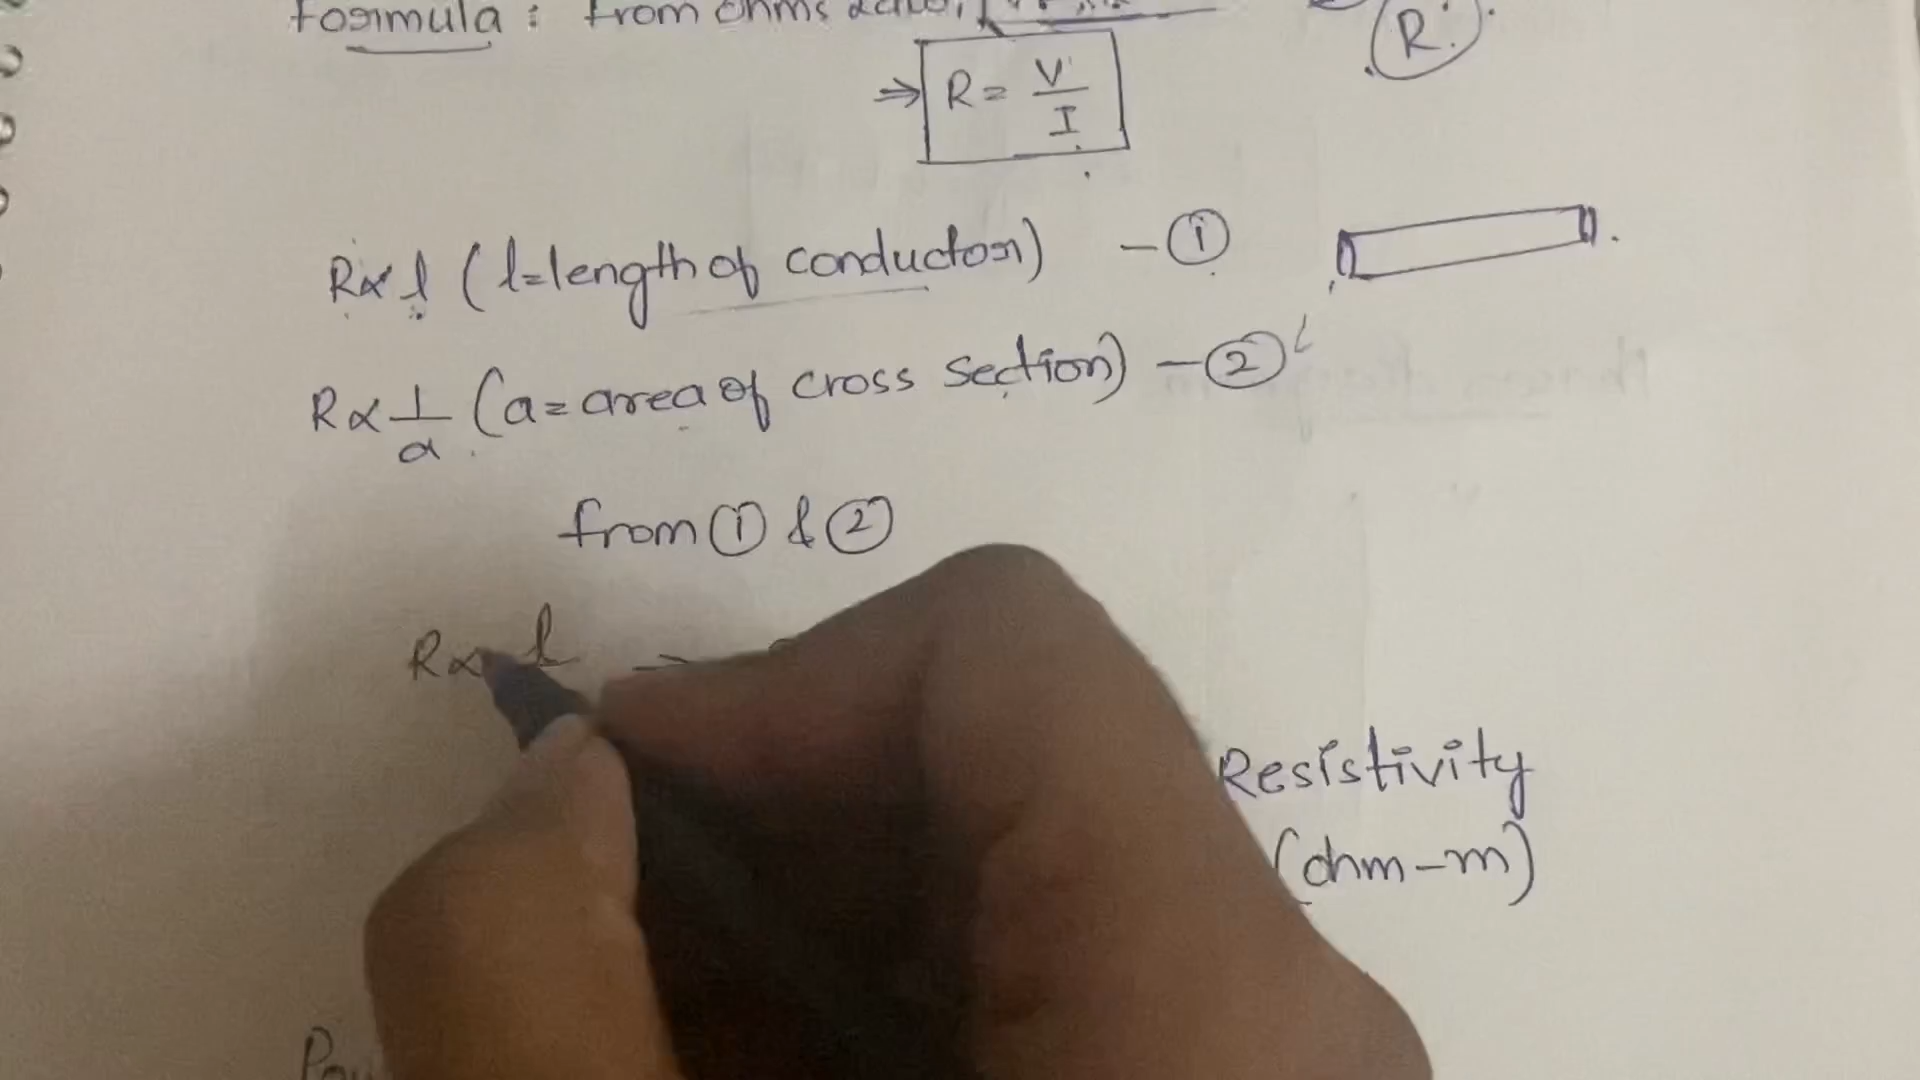 Formula : from ohms
R
⇒ R = V/I
R∝ l (l=length of conductor) - ①
R∝ 1/a (a=area of cross section) - ②
from ① & ②
R∝ l →
Resistivity
(ohm-m)